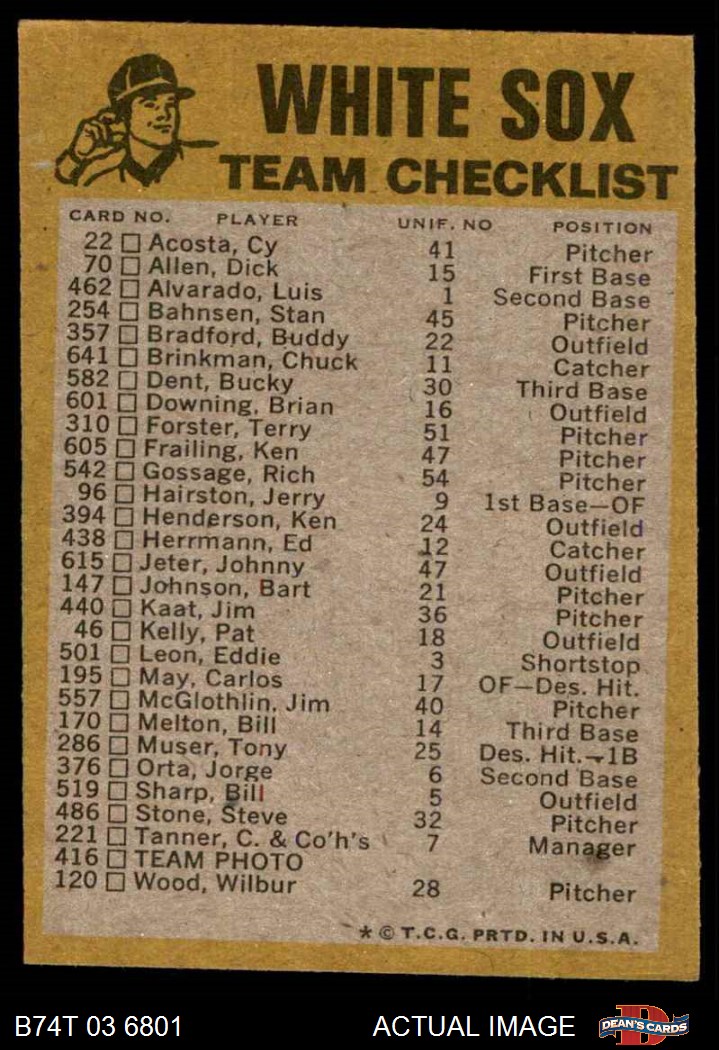 WHITE SOX
TEAM CHECKLIST
CARD NO. PLAYER UNIF. NO POSITION
22 Acosta, Cy 41 Pitcher
70 Allen, Dick 15 First Base
462 Alvarado, Luis 1 Second Base
254 Bahnsen, Stan 45 Pitcher
357 Bradford, Buddy 22 Outfield
641 Brinkman, Chuck 11 Catcher
582 Dent, Bucky 30 Third Base
601 Downing, Brian 16 Outfield
310 Forster, Terry 51 Pitcher
605 Frailing, Ken 47 Pitcher
542 Gossage, Rich 54 Pitcher
96 Hairston, Jerry 9 1st Base—OF
394 Henderson, Ken 24 Outfield
438 Herrmann, Ed 12 Catcher
615 Jeter, Johnny 47 Outfield
147 Johnson, Bart 21 Pitcher
440 Kaat, Jim 36 Pitcher
46 Kelly, Pat 18 Outfield
501 Leon, Eddie 3 Shortstop
195 May, Carlos 17 OF—Des. Hit.
557 McGlothlin, Jim 40 Pitcher
170 Melton, Bill 14 Third Base
286 Muser, Tony 25 Des. Hit.—1B
376 Orta, Jorge 6 Second Base
519 Sharp, Bill 5 Outfield
486 Stone, Steve 32 Pitcher
221 Tanner, C. & Co'h's 7 Manager
416 TEAM PHOTO
120 Wood, Wilbur 28 Pitcher
* © T.C.G. PRTD. IN U.S.A.
B74T 03 6801 ACTUAL IMAGE DEAN'S CARDS